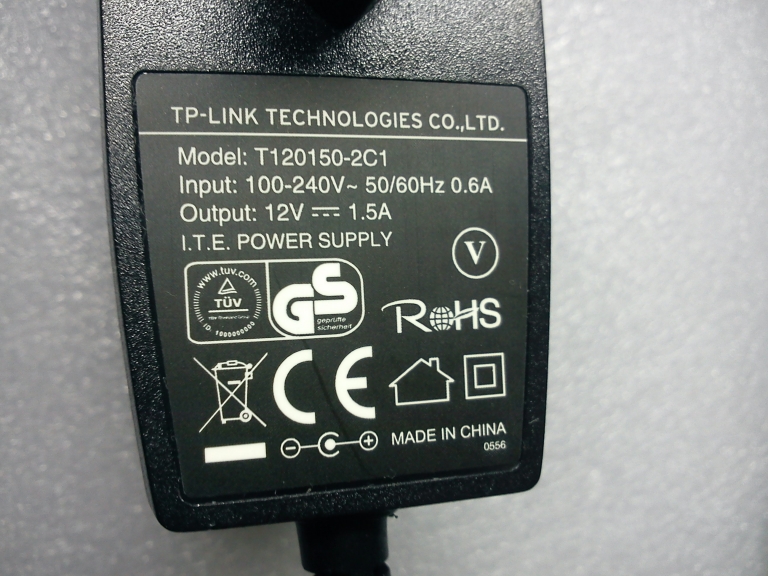 TP-LINK TECHNOLOGIES CO.,LTD.
Model: T120150-2C1
Input: 100-240V~ 50/60Hz 0.6A
Output: 12V ⎓ 1.5A
I.T.E. POWER SUPPLY
V
www.tuv.com
TÜV
GS
geprüfte
sicherheit
RoHS
CE
MADE IN CHINA
0556